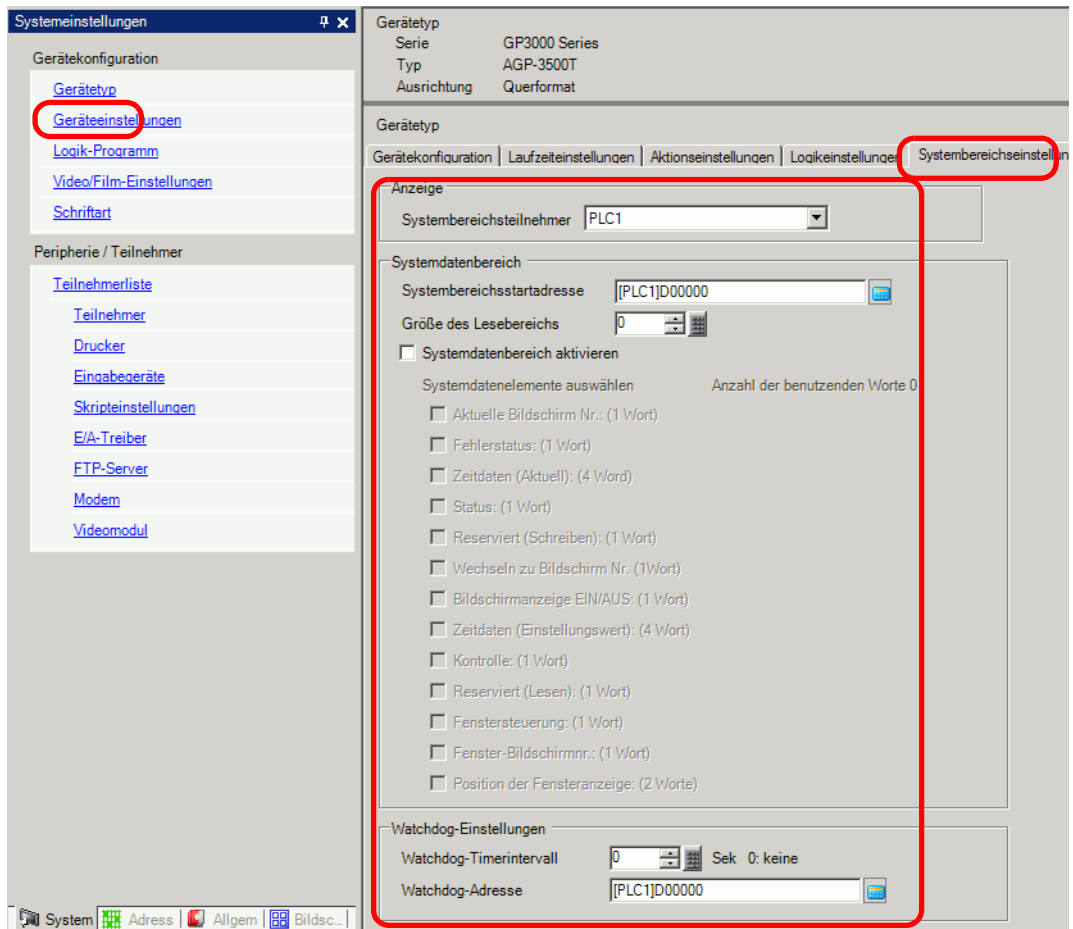 Systemeinstellungen
Gerätekonfiguration
Gerätetyp
Geräteeinstellungen
Logik-Programm
Video/Film-Einstellungen
Schriftart
Peripherie / Teilnehmer
Teilnehmerliste
Teilnehmer
Drucker
Eingabegeräte
Skripteinstellungen
E/A-Treiber
FTP-Server
Modem
Videomodul
System Adress Allgem Bildsc...
Gerätetyp
Serie GP3000 Series
Typ AGP-3500T
Ausrichtung Querformat
Gerätetyp
Gerätekonfiguration Laufzeiteinstellungen Aktionseinstellungen Logikeinstellungen Systembereichseinstellun
Anzeige
Systembereichsteilnehmer PLC1
Systemdatenbereich
Systembereichsstartadresse [PLC1]D00000
Größe des Lesebereichs 0
Systemdatenbereich aktivieren
Systemdatenelemente auswählen Anzahl der benutzenden Worte 0
Aktuelle Bildschirm Nr.: (1 Wort)
Fehlerstatus: (1 Wort)
Zeitdaten (Aktuell): (4 Word)
Status: (1 Wort)
Reserviert (Schreiben): (1 Wort)
Wechseln zu Bildschirm Nr. (1Wort)
Bildschirmanzeige EIN/AUS: (1 Wort)
Zeitdaten (Einstellungswert): (4 Wort)
Kontrolle: (1 Wort)
Reserviert (Lesen): (1 Wort)
Fenstersteuerung: (1 Wort)
Fenster-Bildschirmnr.: (1 Wort)
Position der Fensteranzeige: (2 Worte)
Watchdog-Einstellungen
Watchdog-Timerintervall 0 Sek 0: keine
Watchdog-Adresse [PLC1]D00000